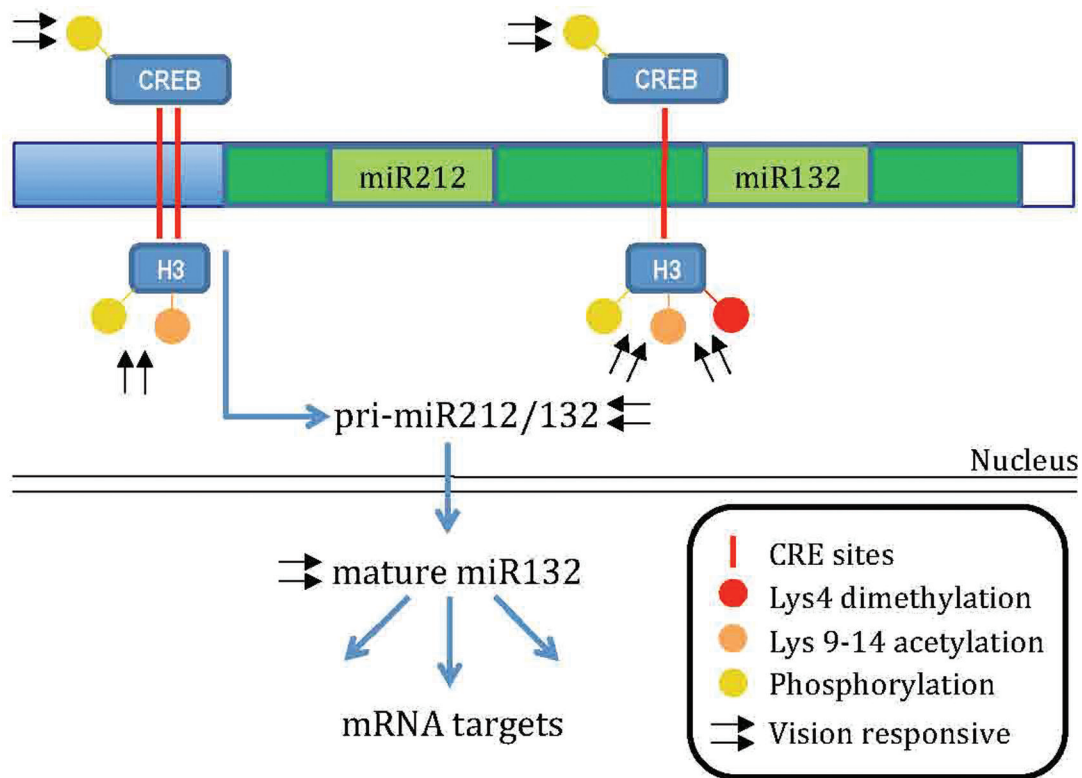 CREB
CREB
miR212
miR132
H3
H3
pri-miR212/132
Nucleus
mature miR132
mRNA targets
CRE sites
Lys4 dimethylation
Lys 9-14 acetylation
Phosphorylation
Vision responsive